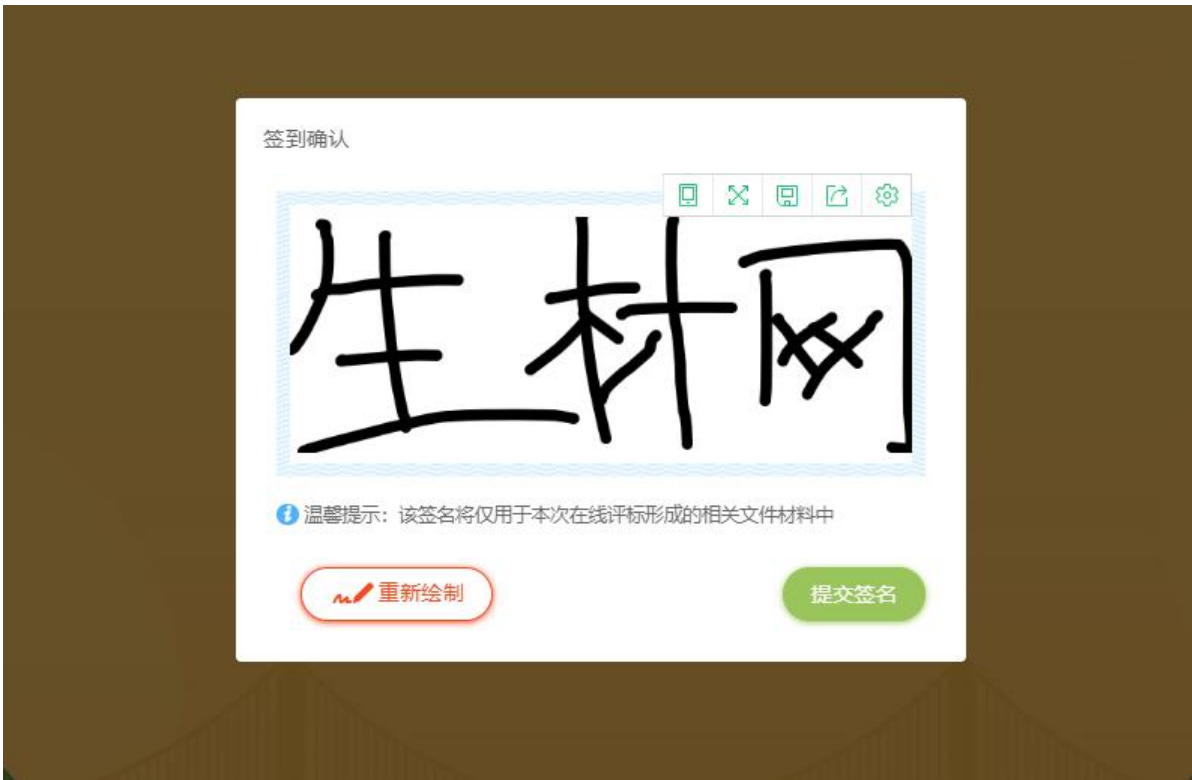 签到确认
生材网
温馨提示：该签名将仅用于本次在线评标形成的相关文件材料中
重新绘制
提交签名